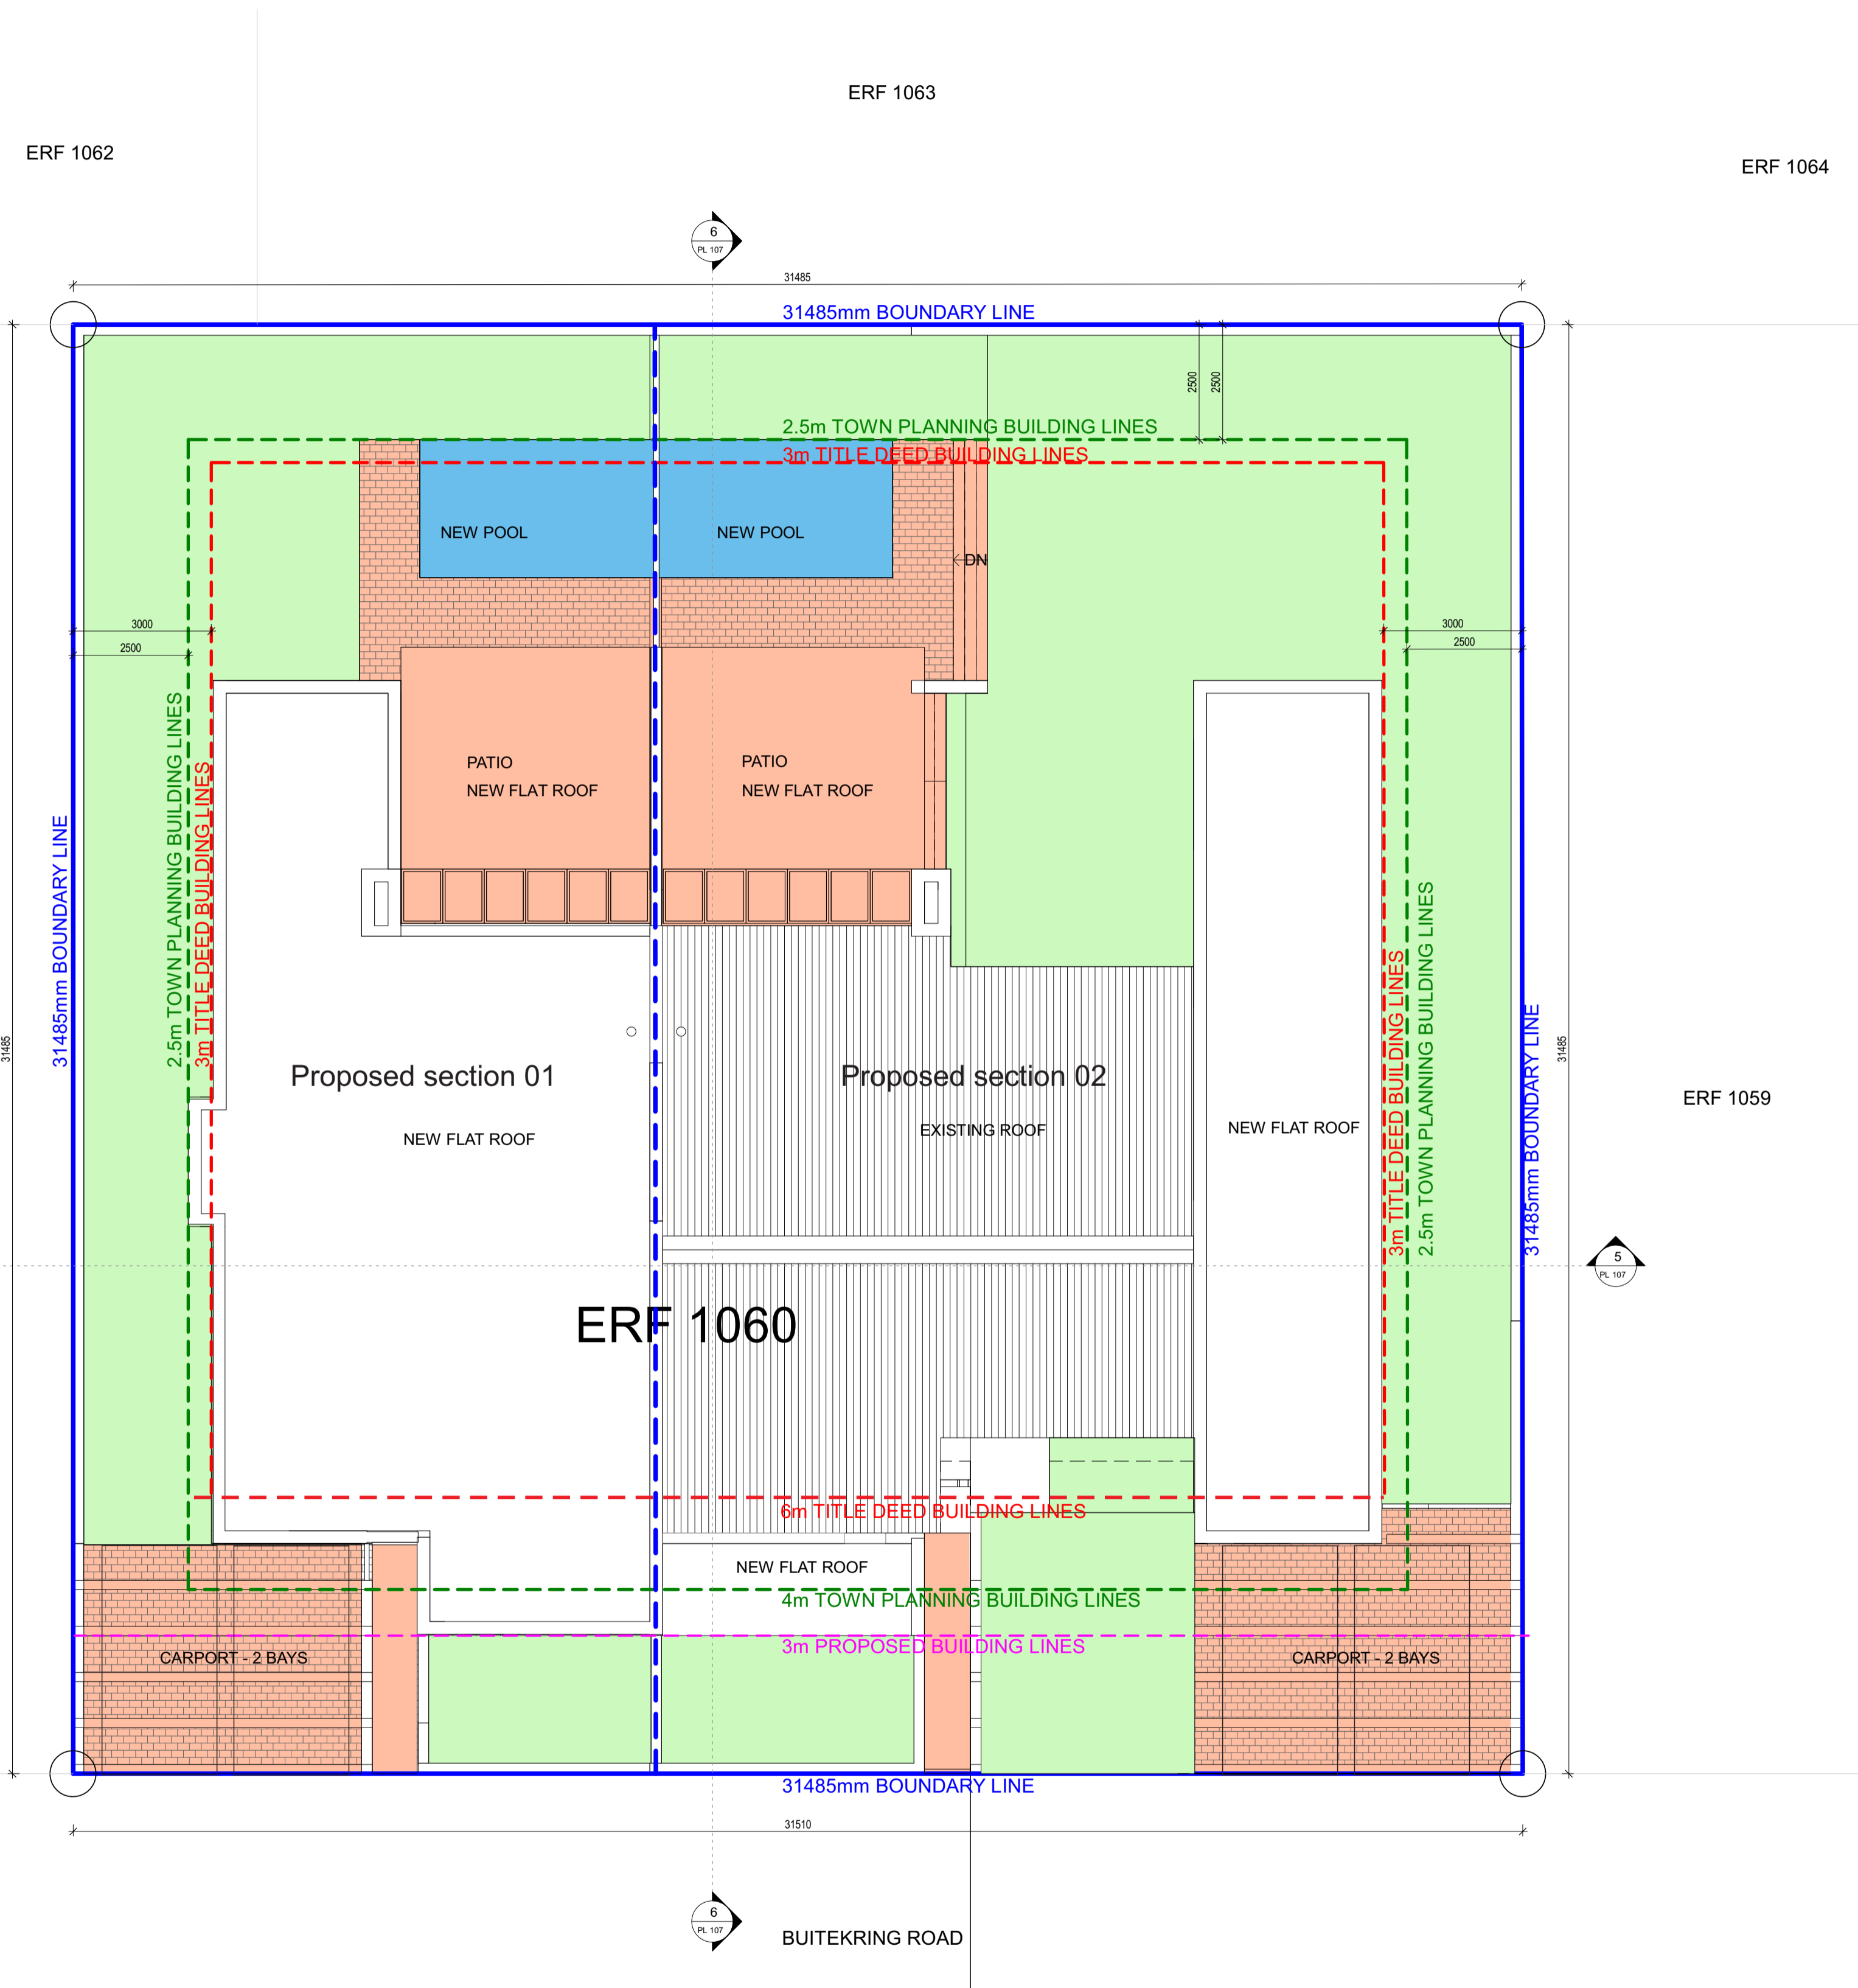 ERF 1063
ERF 1062
ERF 1064
6
PL 107
31485
31485mm BOUNDARY LINE
2500
2500
2.5m TOWN PLANNING BUILDING LINES
3m TITLE DEED BUILDING LINES
NEW POOL
NEW POOL
DN
3000
2500
3000
2500
PATIO
NEW FLAT ROOF
PATIO
NEW FLAT ROOF
2.5m TOWN PLANNING BUILDING LINES
3m TITLE DEED BUILDING LINES
31485mm BOUNDARY LINE
31485
Proposed section 01
NEW FLAT ROOF
Proposed section 02
EXISTING ROOF
NEW FLAT ROOF
3m TITLE DEED BUILDING LINES
2.5m TOWN PLANNING BUILDING LINES
31485mm BOUNDARY LINE
31485
ERF 1059
5
PL 107
ERF 1060
6m TITLE DEED BUILDING LINES
NEW FLAT ROOF
4m TOWN PLANNING BUILDING LINES
3m PROPOSED BUILDING LINES
CARPORT - 2 BAYS
CARPORT - 2 BAYS
31485mm BOUNDARY LINE
31510
6
PL 107
BUITEKRING ROAD